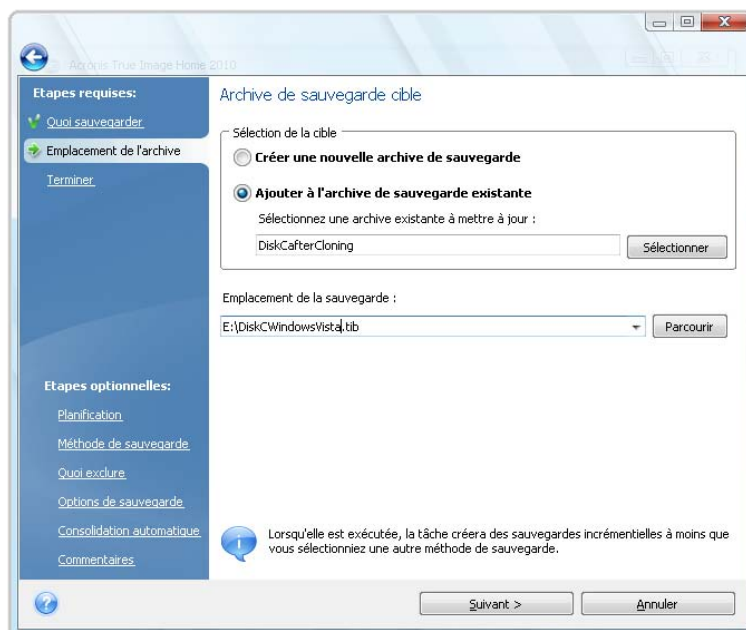 Acronis True Image Home 2010
Etapes requises:
Quoi sauvegarder
Emplacement de l'archive
Terminer
Archive de sauvegarde cible
Sélection de la cible
Créer une nouvelle archive de sauvegarde
Ajouter à l'archive de sauvegarde existante
Sélectionnez une archive existante à mettre à jour :
DiskCafterCloning
Sélectionner
Emplacement de la sauvegarde :
E:\DiskCWindowsVista.tib
Parcourir
Etapes optionnelles:
Planification
Méthode de sauvegarde
Quoi exclure
Options de sauvegarde
Consolidation automatique
Commentaires
Lorsqu'elle est exécutée, la tâche créera des sauvegardes incrémentielles à moins que
vous sélectionniez une autre méthode de sauvegarde.
Suivant >
Annuler